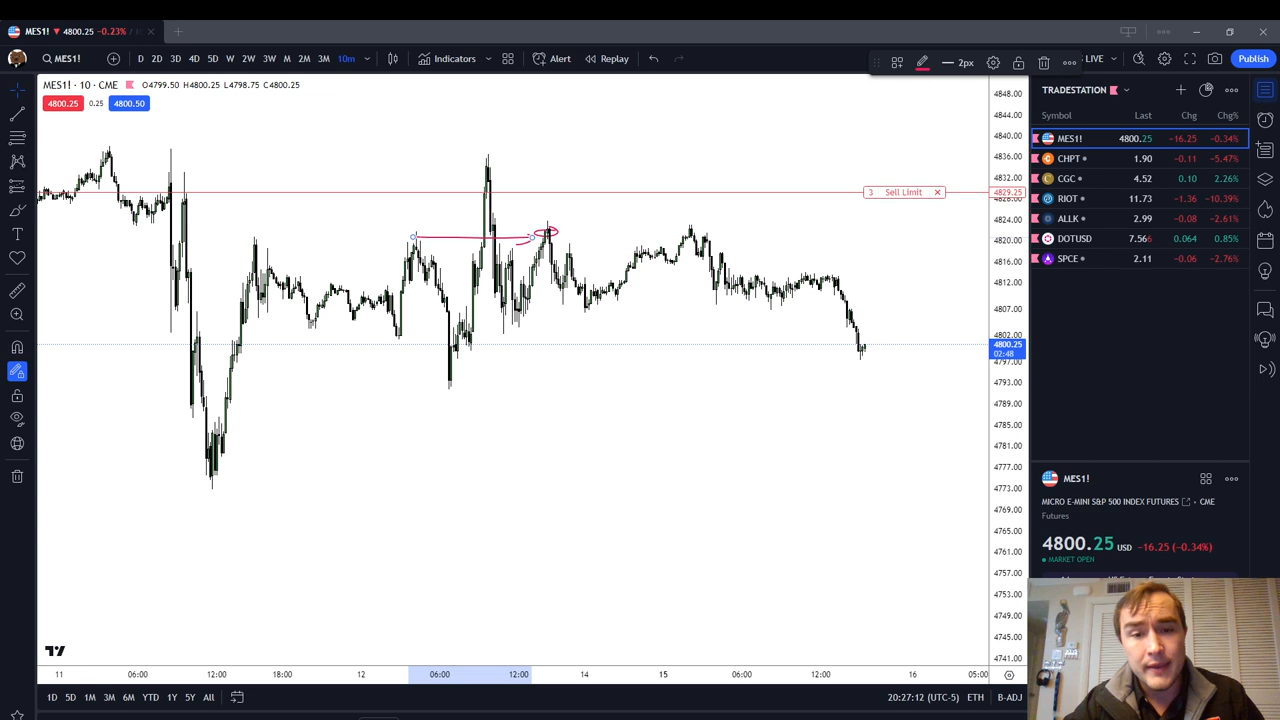 MES1! ▼ 4800.25 -0.23% /
MES1! D 2D 3D 4D 5D W 2W 3W M 2M 3M 10m Indicators Alert Replay 2px LIVE Publish
MES1! · 10 · CME O4799.50 H4800.25 L4798.75 C4800.25
4800.25 0.25 4800.50
3 Sell Limit ×
4848.00
4844.00
4840.00
4836.00
4832.00
4829.25
4828.00
4824.00
4820.00
4816.00
4812.00
4807.00
4802.00
4800.25
02:48
4797.00
4793.00
4789.00
4785.00
4781.00
4777.00
4773.00
4769.00
4765.00
4761.00
4757.00
4753.00
4749.00
4745.00
4741.00
11 06:00 12:00 18:00 12 06:00 12:00 14 15 06:00 12:00 16 05:00
1D 5D 1M 3M 6M YTD 1Y 5Y All 20:27:12 (UTC-5) ETH B-ADJ
TRADESTATION
Symbol Last Chg Chg%
MES1! 4800.25 -16.25 -0.34%
CHPT 1.90 -0.11 -5.47%
CGC 4.52 0.10 2.26%
RIOT 11.73 -1.36 -10.39%
ALLK 2.99 -0.08 -2.61%
DOTUSD 7.566 0.064 0.85%
SPCE 2.11 -0.06 -2.76%
MES1!
MICRO E-MINI S&P 500 INDEX FUTURES · CME
Futures
4800.25 USD -16.25 (-0.34%)
MARKET OPEN